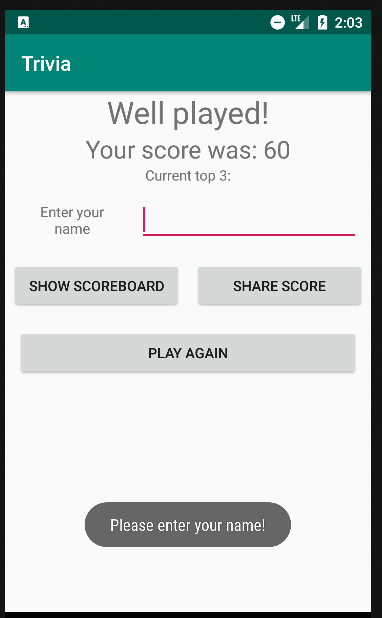 LTE 2:03
Trivia
Well played!
Your score was: 60
Current top 3:
Enter your
name
SHOW SCOREBOARD
SHARE SCORE
PLAY AGAIN
Please enter your name!